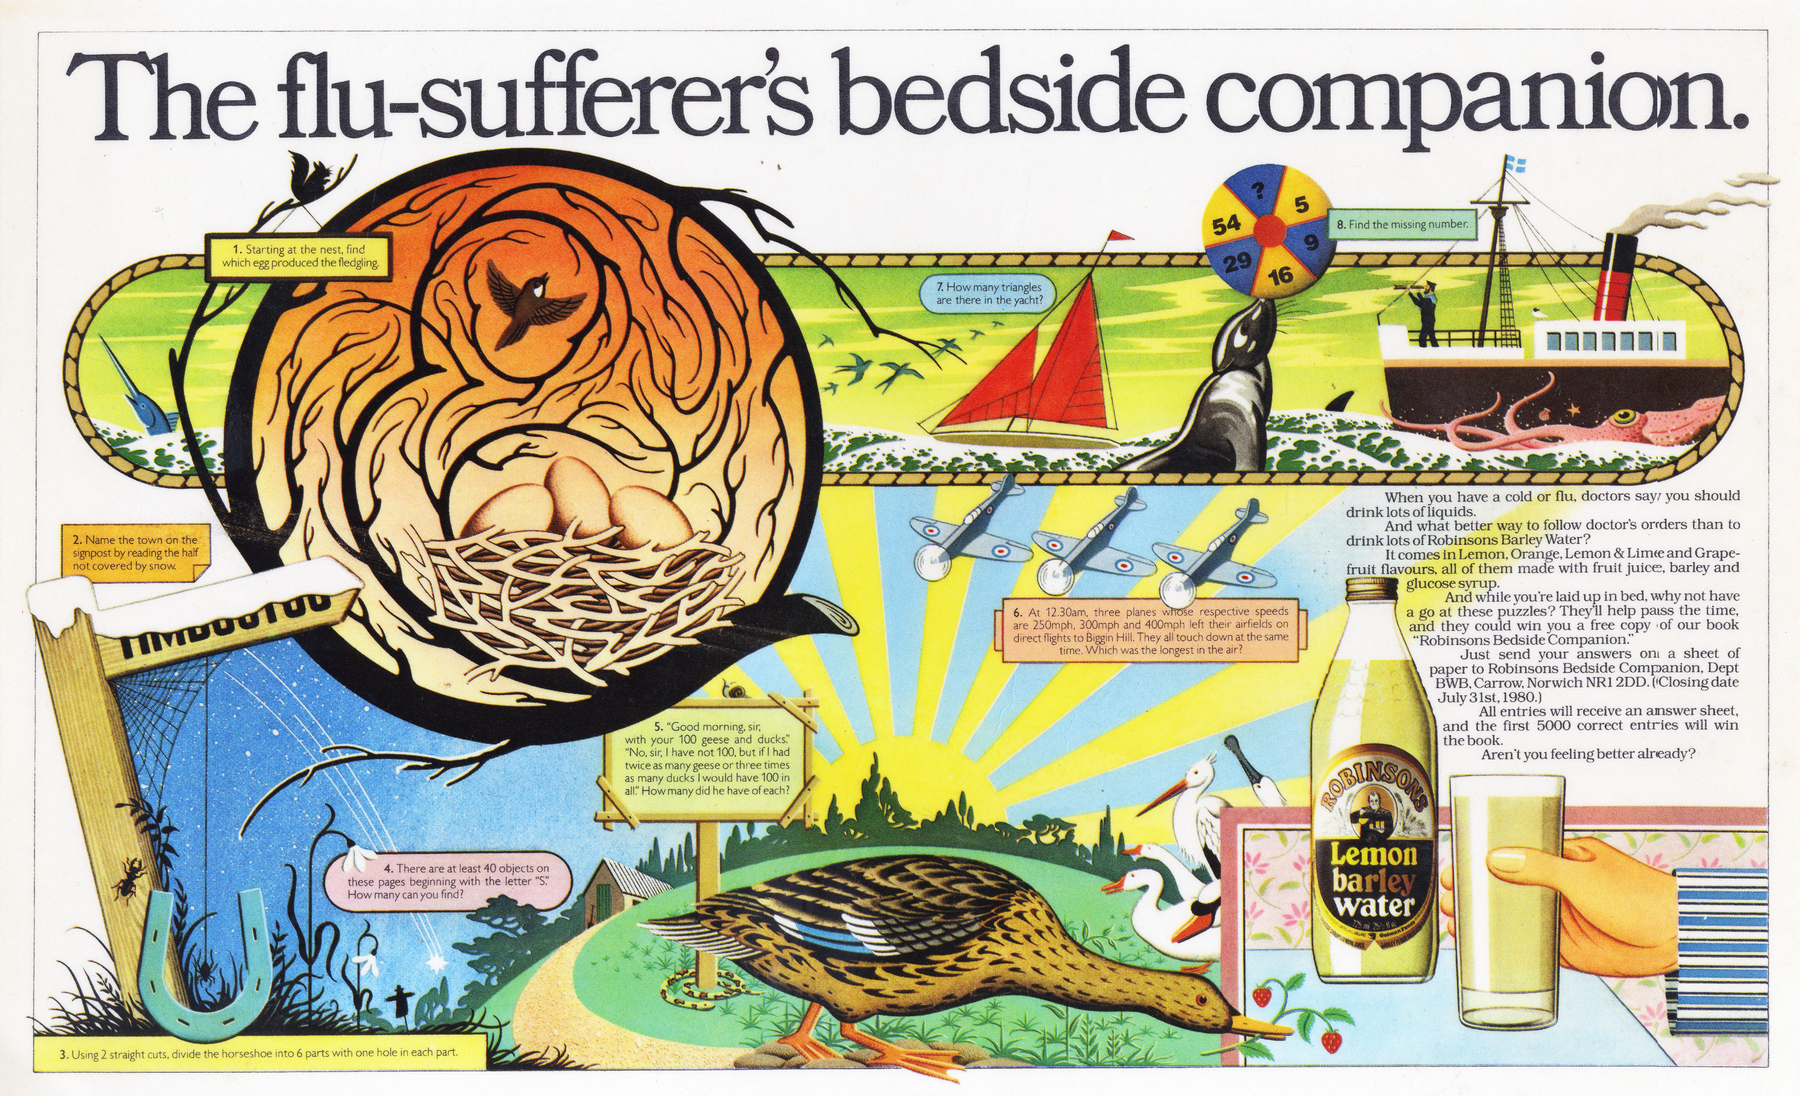 The flu-sufferer's bedside companion.
1. Starting at the nest, find
which egg produced the fledgling.
7. How many triangles
are there in the yacht?
?
5
9
16
29
54
8. Find the missing number.
2. Name the town on the
signpost by reading the half
not covered by snow.
6. At 12.30am, three planes whose respective speeds
are 250mph, 300mph and 400mph left their airfields on
direct flights to Biggin Hill. They all touch down at the same
time. Which was the longest in the air?
5. "Good morning, sir,
with your 100 geese and ducks."
"No, sir, I have not 100, but if I had
twice as many geese or three times
as many ducks I would have 100 in
all." How many did he have of each?
4. There are at least 40 objects on
these pages beginning with the letter "S."
How many can you find?
3. Using 2 straight cuts, divide the horseshoe into 6 parts with one hole in each part.
When you have a cold or flu, doctors say you should
drink lots of liquids.
And what better way to follow doctor's orders than to
drink lots of Robinsons Barley Water?
It comes in Lemon, Orange, Lemon & Lime and Grape-
fruit flavours, all of them made with fruit juice, barley and
glucose syrup.
And while you're laid up in bed, why not have
a go at these puzzles? They'll help pass the time,
and they could win you a free copy of our book
"Robinsons Bedside Companion."
Just send your answers on a sheet of
paper to Robinsons Bedside Companion, Dept
BWB, Carrow, Norwich NR1 2DD. (Closing date
July 31st, 1980.)
All entries will receive an answer sheet,
and the first 5000 correct entries will win
the book.
Aren't you feeling better already?
ROBINSONS
Lemon
barley
water